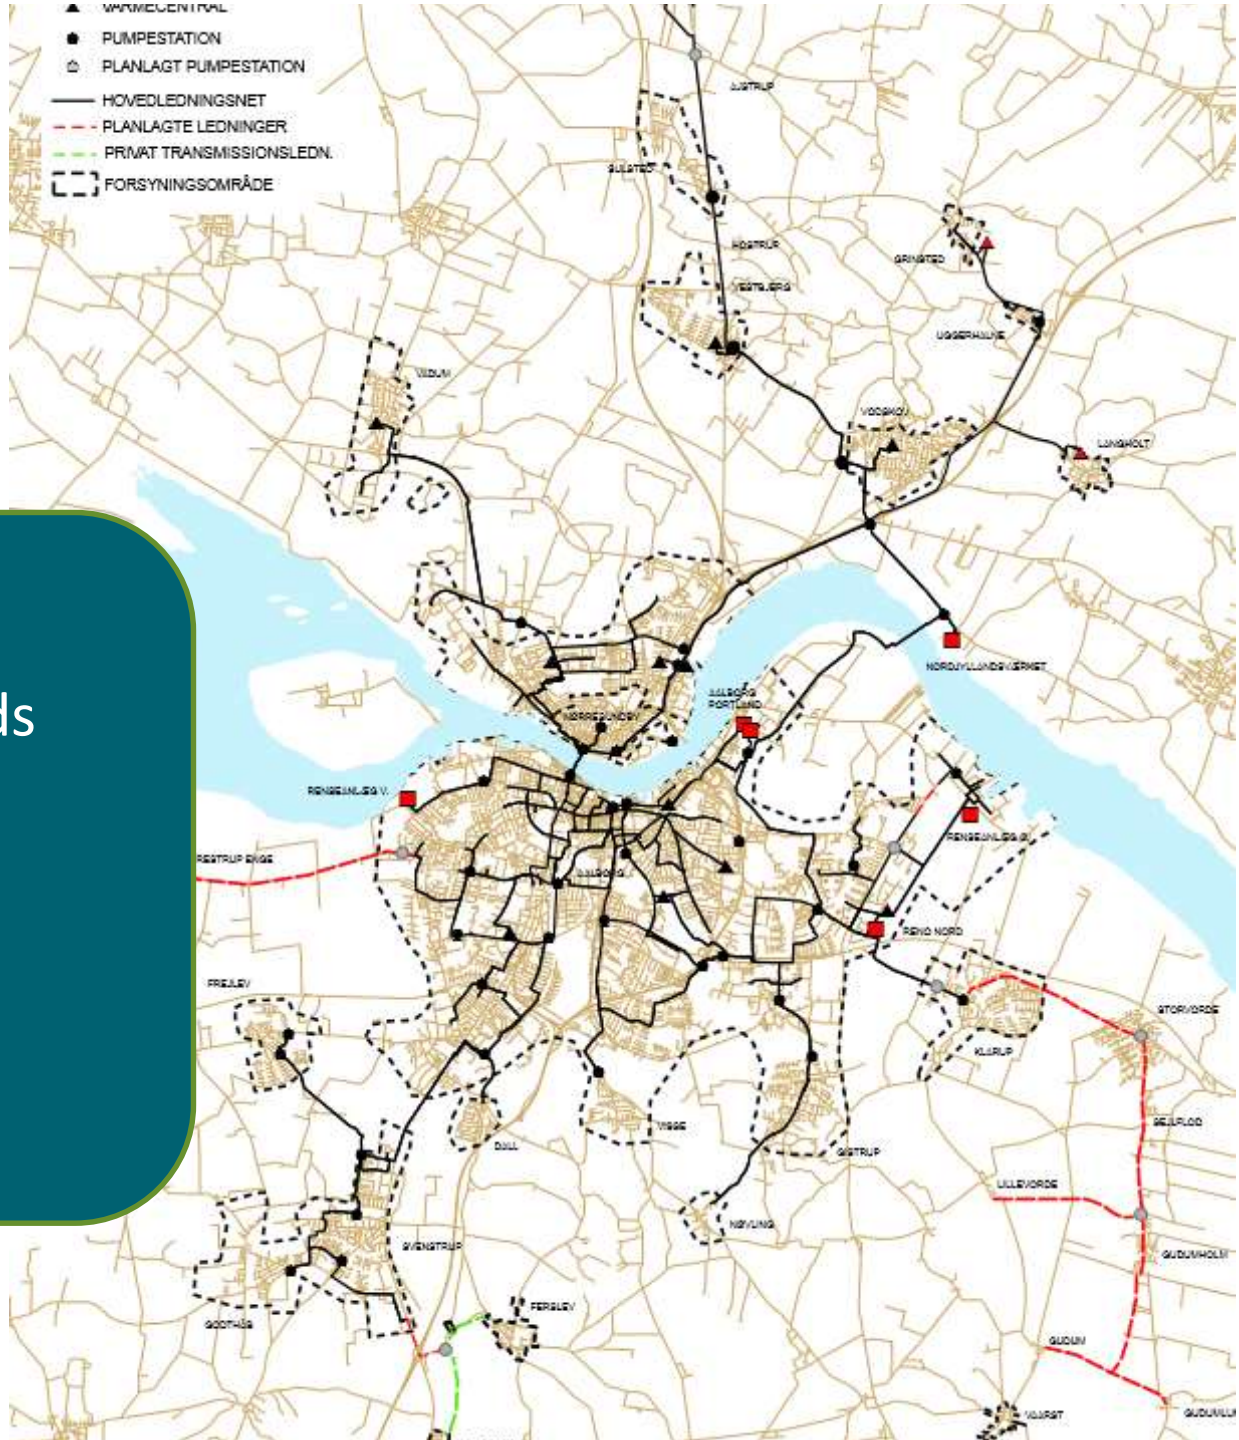 VARMECENTRAL
PUMPESTATION
PLANLAGT PUMPESTATION
HOVEDLEDNINGSNET
PLANLAGTE LEDNINGER
PRIVAT TRANSMISSIONSLEDN.
FORSYNINGSOMRÅDE
AJSTRUP
SULSTED
HØSTRUP
GRINSTED
VESTBJERG
UGGERHALNE
VADUM
VODSKOV
LANGHOLT
NORDJYLLANDSVÆRKET
ds
AALBORG
PORTLAND
NØRRESUNDBY
RENSEANLÆG V.
RENSEANLÆG Ø.
RESTRUP ENGE
AALBORG
RENO NORD
FREJLEV
STORVORDE
KLARUP
SEJLFLOD
VISSE
DALL
GISTRUP
LILLEVORDE
NØVLING
SVENSTRUP
GUDUMHOLM
FERSLEV
GODTHÅB
GUDUM
VAARST